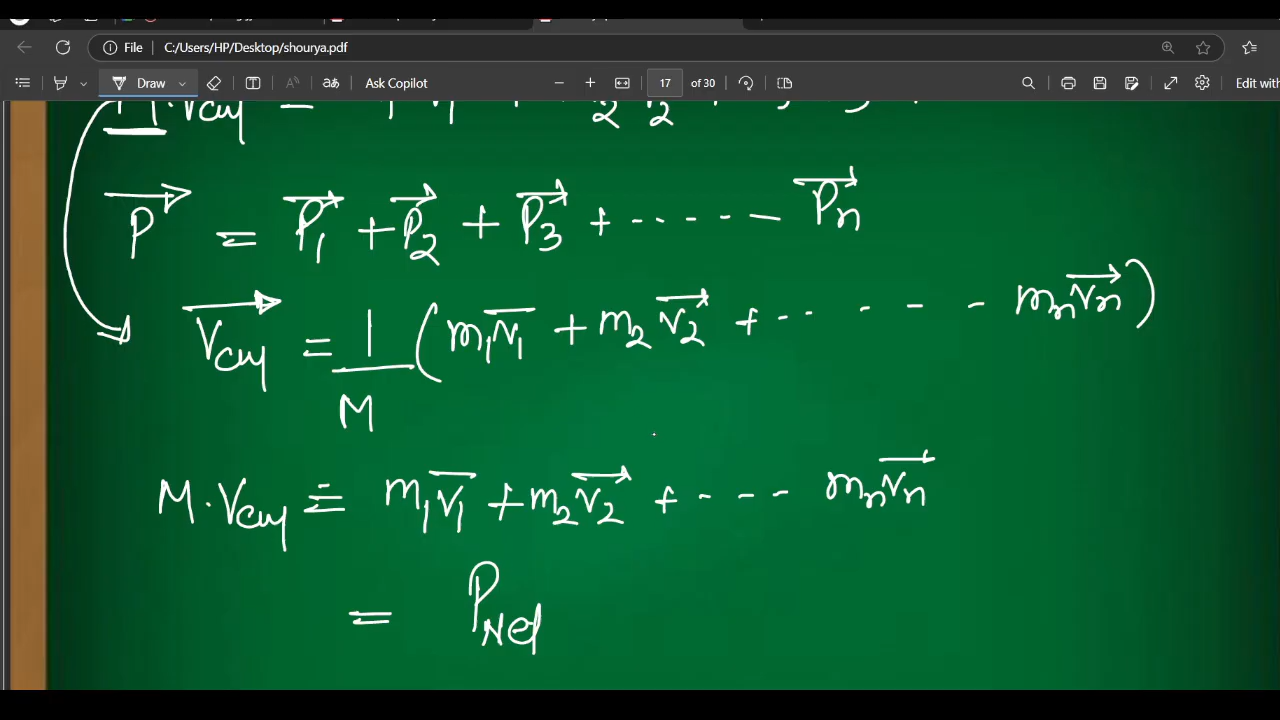 File | C:/Users/HP/Desktop/shourya.pdf
Draw Ask Copilot 17 of 30 Edit with
P = P1 + P2 + P3 + ------ Pn
Vcm = 1/M (m1v1 + m2v2 + ----- mnvn)
M.Vcm = m1v1 + m2v2 + ---- mnvn
= PNet